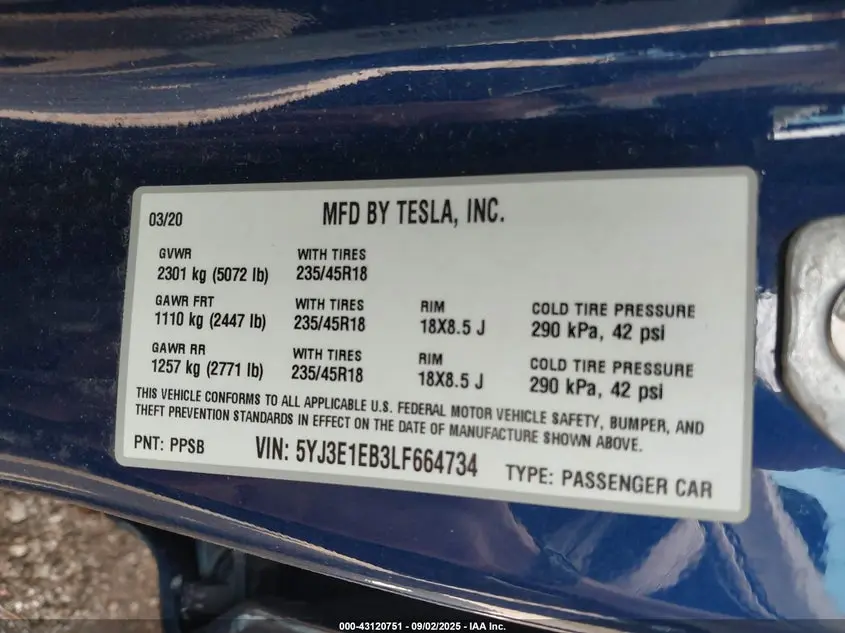 03/20 MFD BY TESLA, INC.
GVWR WITH TIRES
2301 kg (5072 lb) 235/45R18
GAWR FRT WITH TIRES RIM COLD TIRE PRESSURE
1110 kg (2447 lb) 235/45R18 18X8.5 J 290 kPa, 42 psi
GAWR RR WITH TIRES RIM COLD TIRE PRESSURE
1257 kg (2771 lb) 235/45R18 18X8.5 J 290 kPa, 42 psi
THIS VEHICLE CONFORMS TO ALL APPLICABLE U.S. FEDERAL MOTOR VEHICLE SAFETY, BUMPER, AND
THEFT PREVENTION STANDARDS IN EFFECT ON THE DATE OF MANUFACTURE SHOWN ABOVE.
PNT: PPSB VIN: 5YJ3E1EB3LF664734 TYPE: PASSENGER CAR
000-43120751 - 09/02/2025 - IAA Inc.